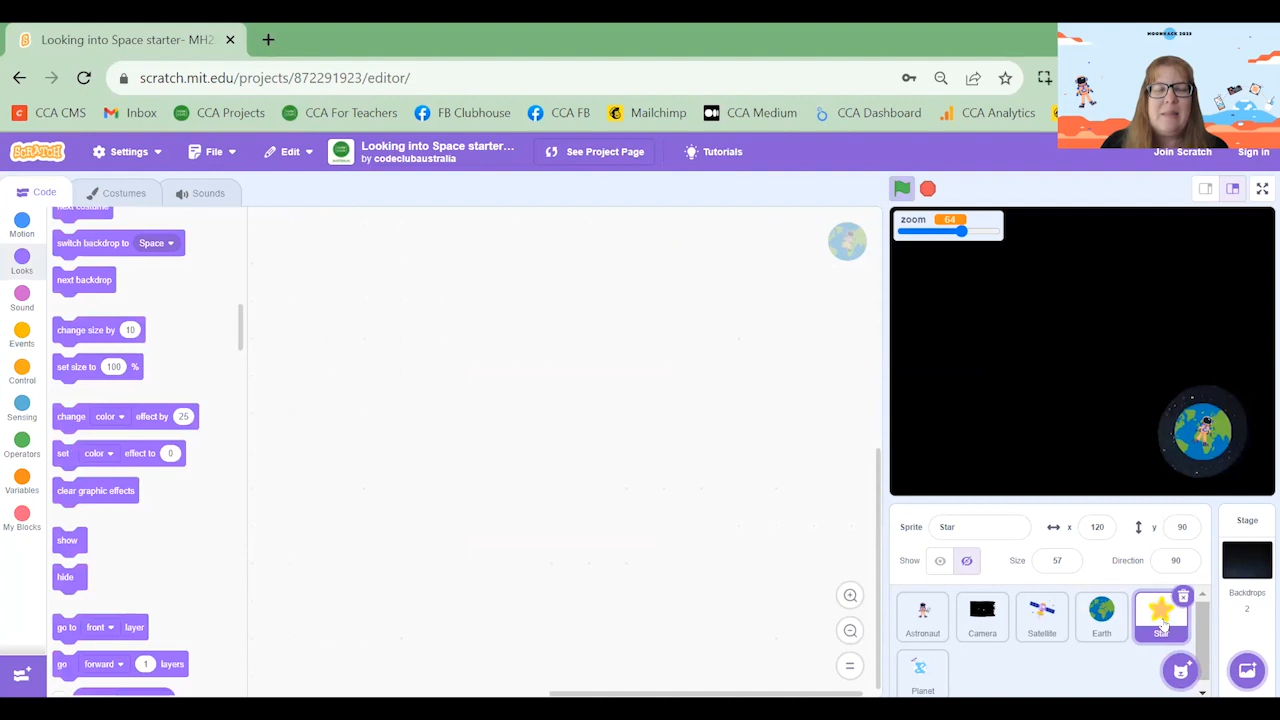 Looking into Space starter- MH2
scratch.mit.edu/projects/872291923/editor/
CCA CMS
Inbox
CCA Projects
CCA For Teachers
FB Clubhouse
CCA FB
Mailchimp
CCA Medium
CCA Dashboard
CCA Analytics
MOONHACK 2023
SCRATCH
Settings
File
Edit
Looking into Space starter...
by codeclubaustralia
See Project Page
Tutorials
Join Scratch
Sign in
Code
Costumes
Sounds
Motion
Looks
Sound
Events
Control
Sensing
Operators
Variables
My Blocks
next costume
switch backdrop to Space
next backdrop
change size by 10
set size to 100 %
change color effect by 25
set color effect to 0
clear graphic effects
show
hide
go to front layer
go forward 1 layers
zoom 64
Sprite Star x 120 y 90
Show Size 57 Direction 90
Astronaut
Camera
Satellite
Earth
Star
Planet
Stage
Backdrops
2